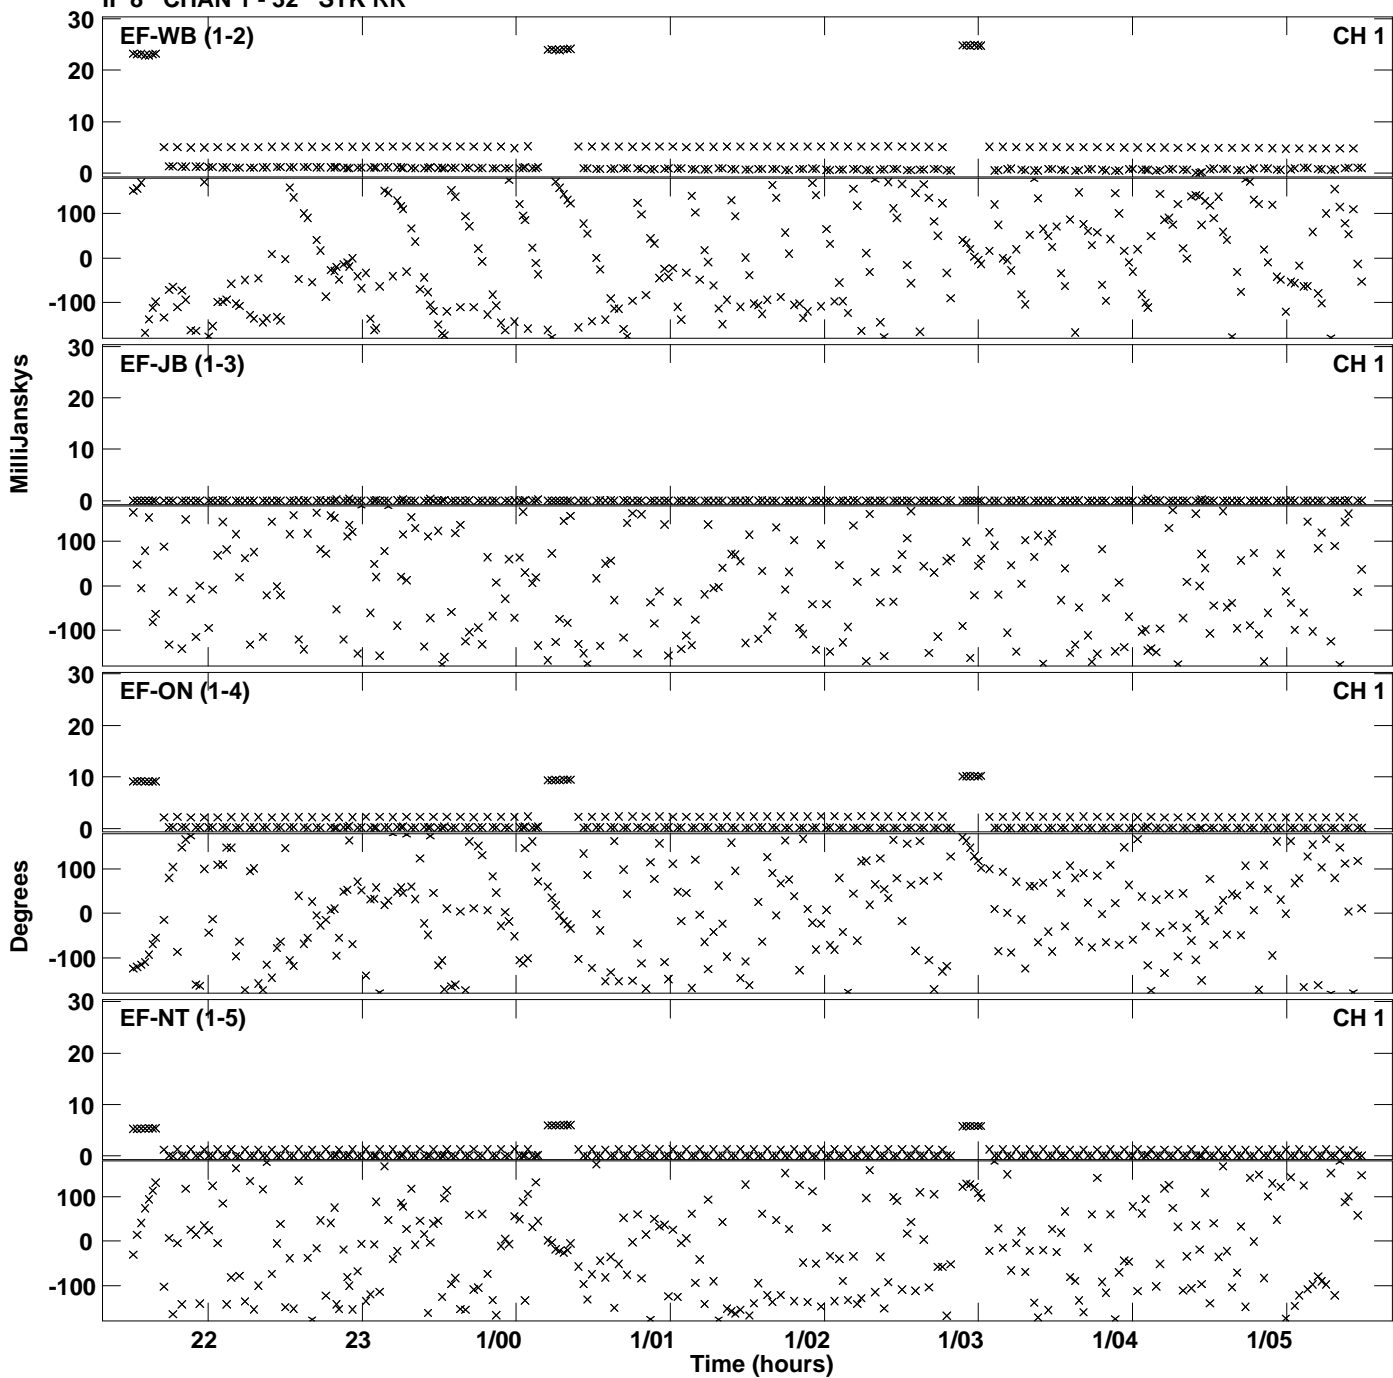 IF 8 CHAN 1 - 32 STK RR
30
EF-WB (1-2)
CH 1
20
10
0
100
0
-100
30
EF-JB (1-3)
CH 1
20
10
0
100
0
-100
30
EF-ON (1-4)
CH 1
20
10
0
100
0
-100
30
EF-NT (1-5)
CH 1
20
10
0
100
0
-100
MilliJanskys
Degrees
22 23 1/00 1/01 1/02 1/03 1/04 1/05
Time (hours)